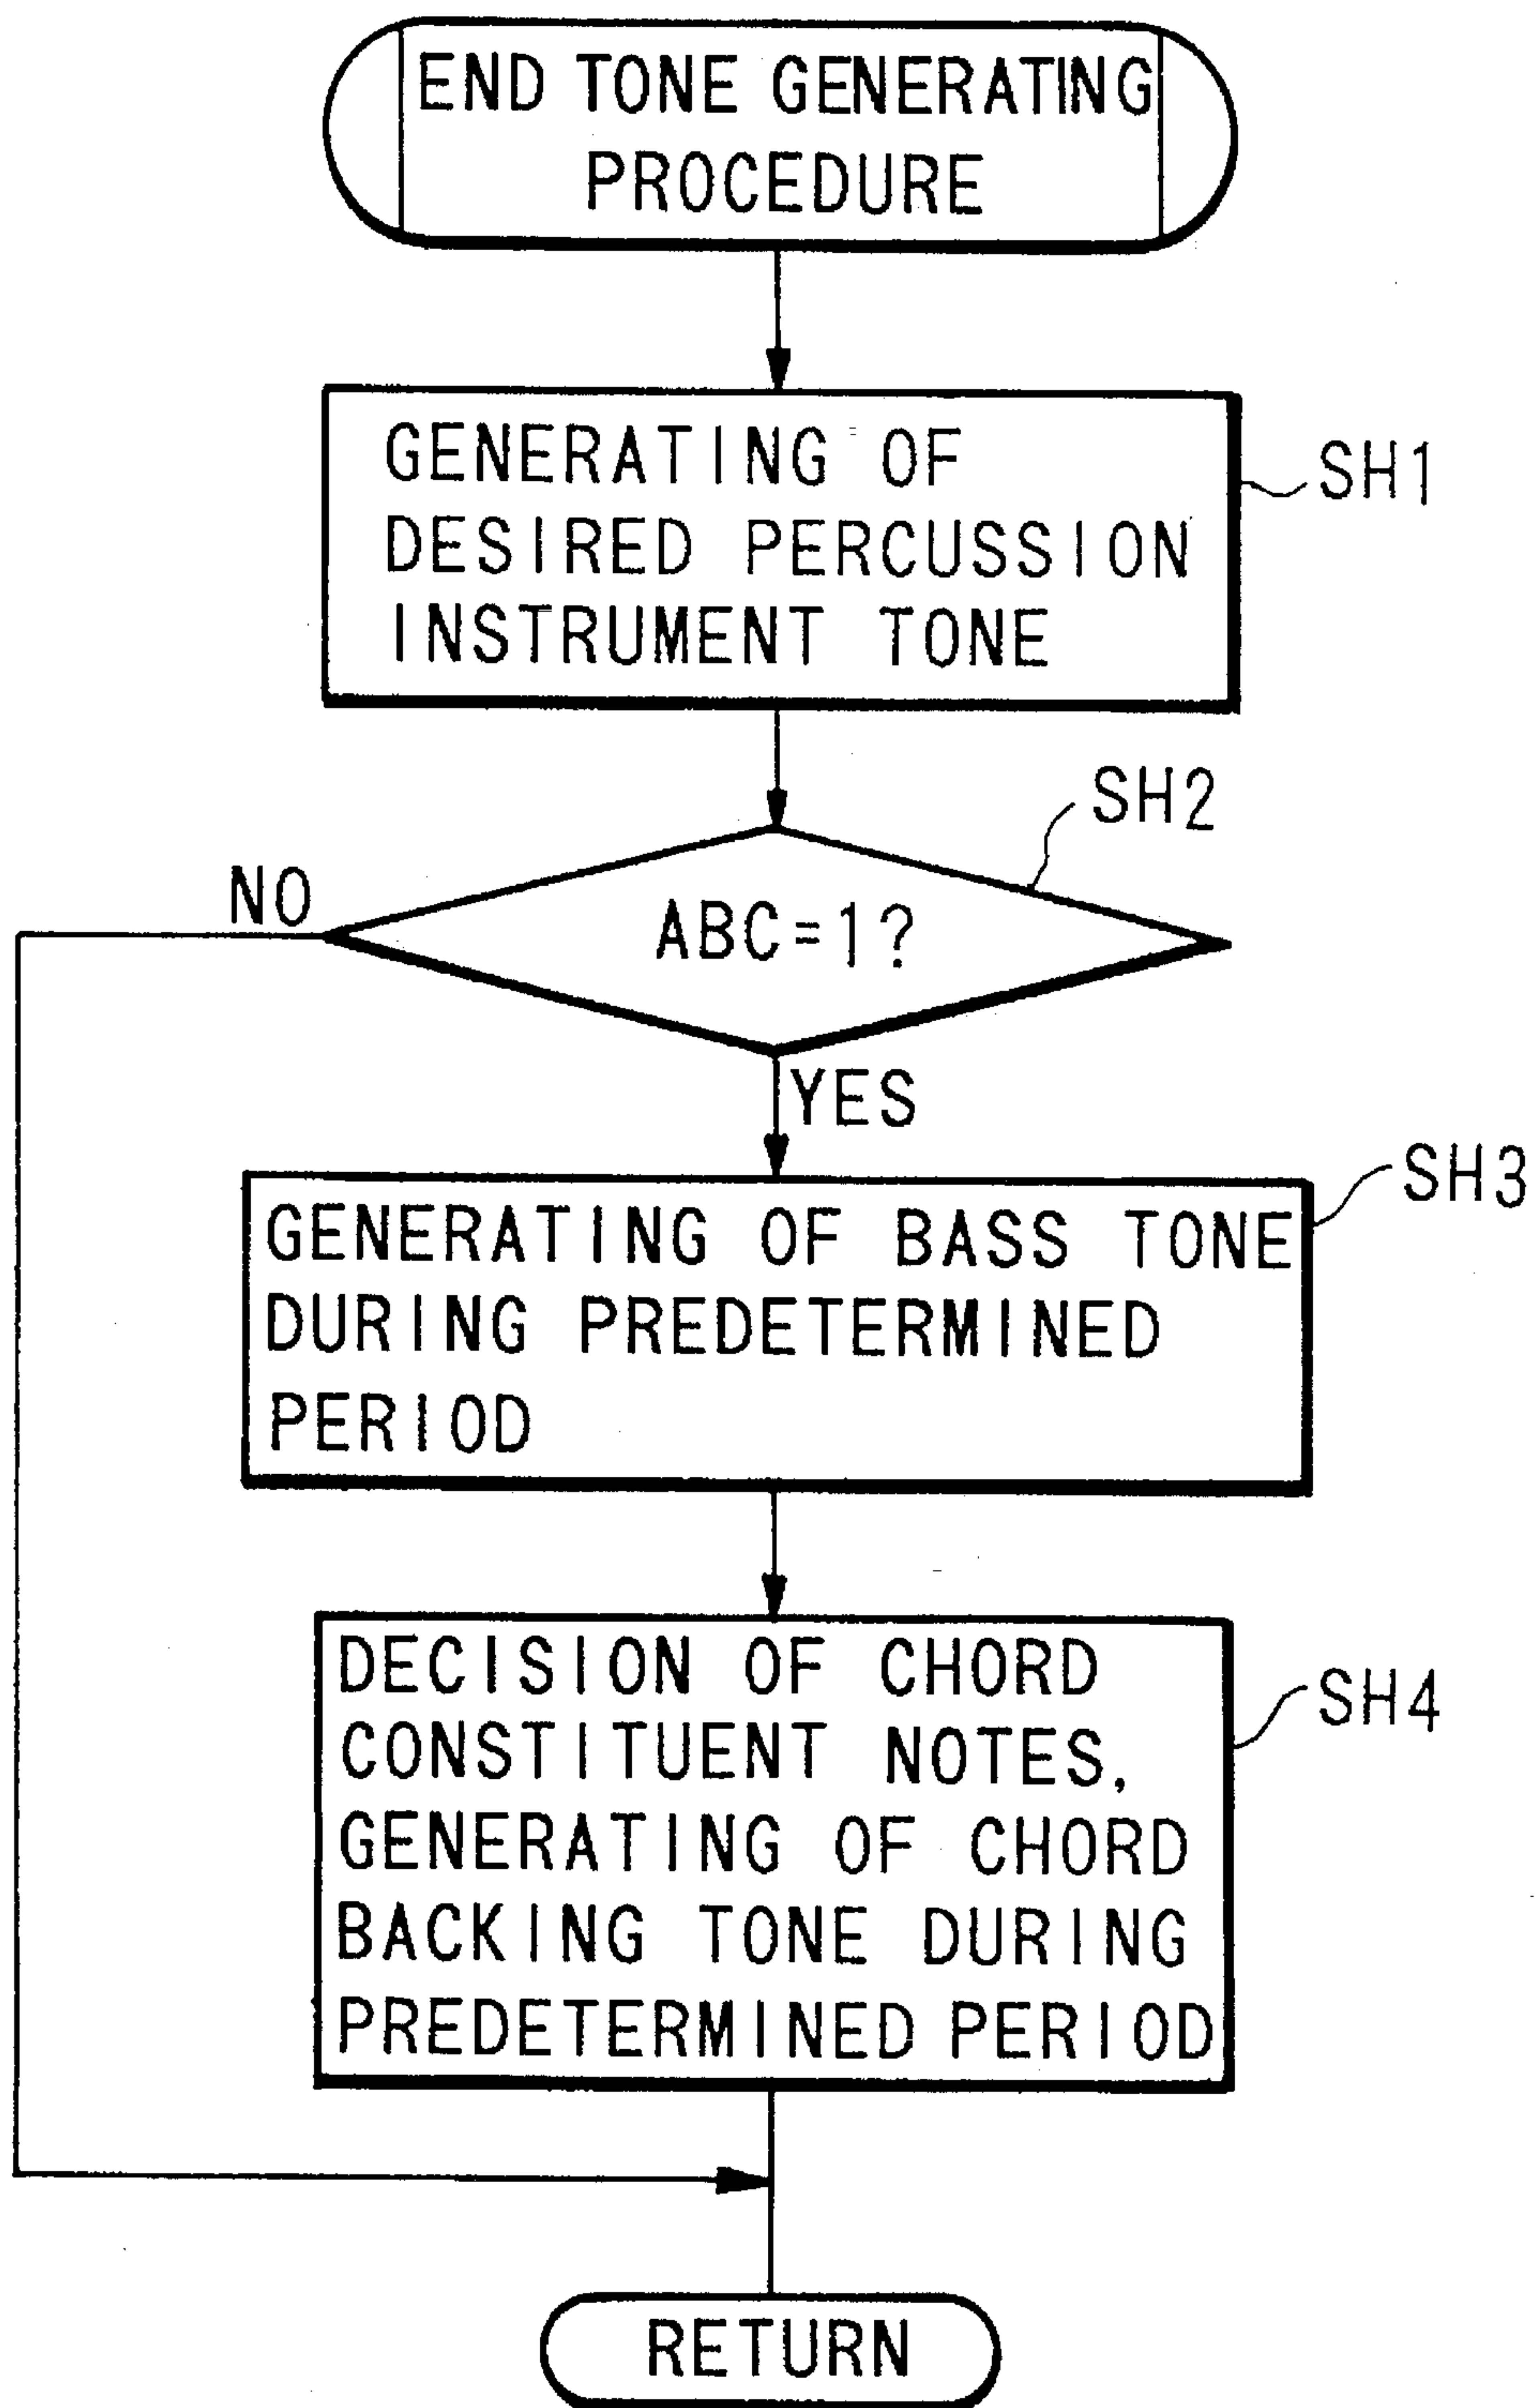 END TONE GENERATING
PROCEDURE
GENERATING OF
DESIRED PERCUSSION
INSTRUMENT TONE
SH1
SH2
NO
ABC=1?
YES
SH3
GENERATING OF BASS TONE
DURING PREDETERMINED
PERIOD
DECISION OF CHORD
CONSTITUENT NOTES,
GENERATING OF CHORD
BACKING TONE DURING
PREDETERMINED PERIOD
SH4
RETURN